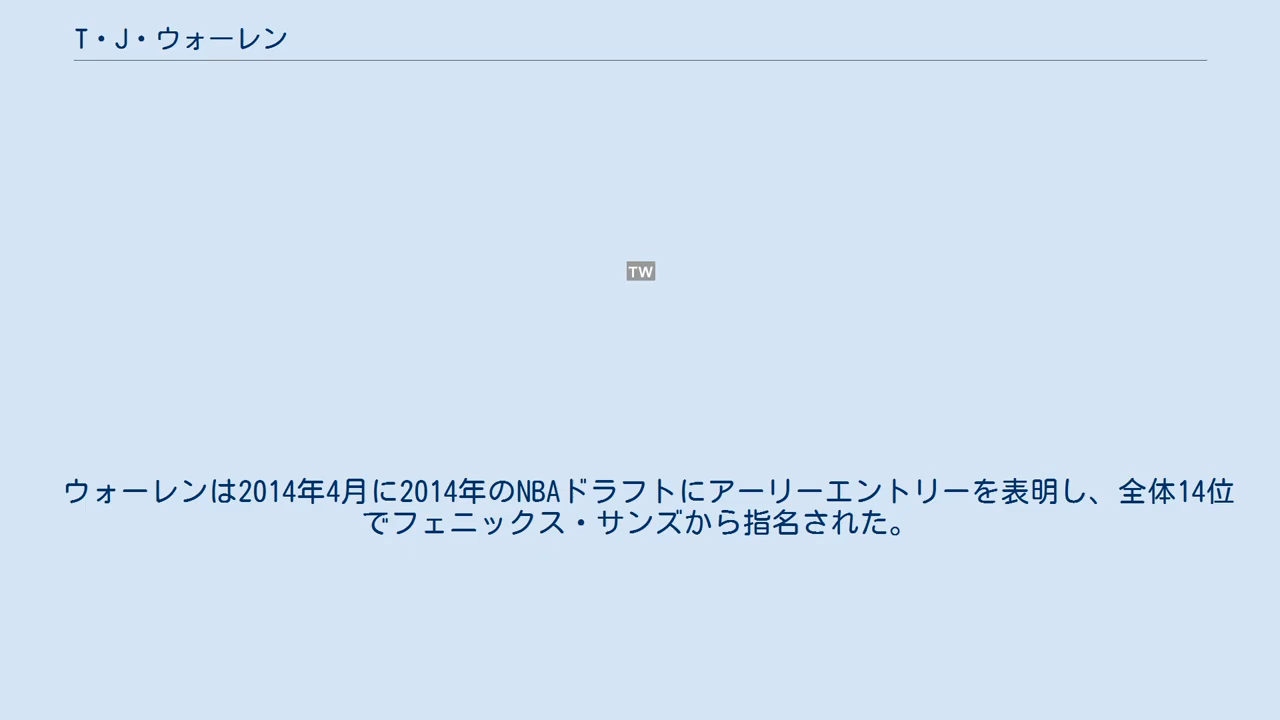 T・J・ウォーレン
TW
ウォーレンは2014年4月に2014年のNBAドラフトにアーリーエントリーを表明し、全体14位
でフェニックス・サンズから指名された。